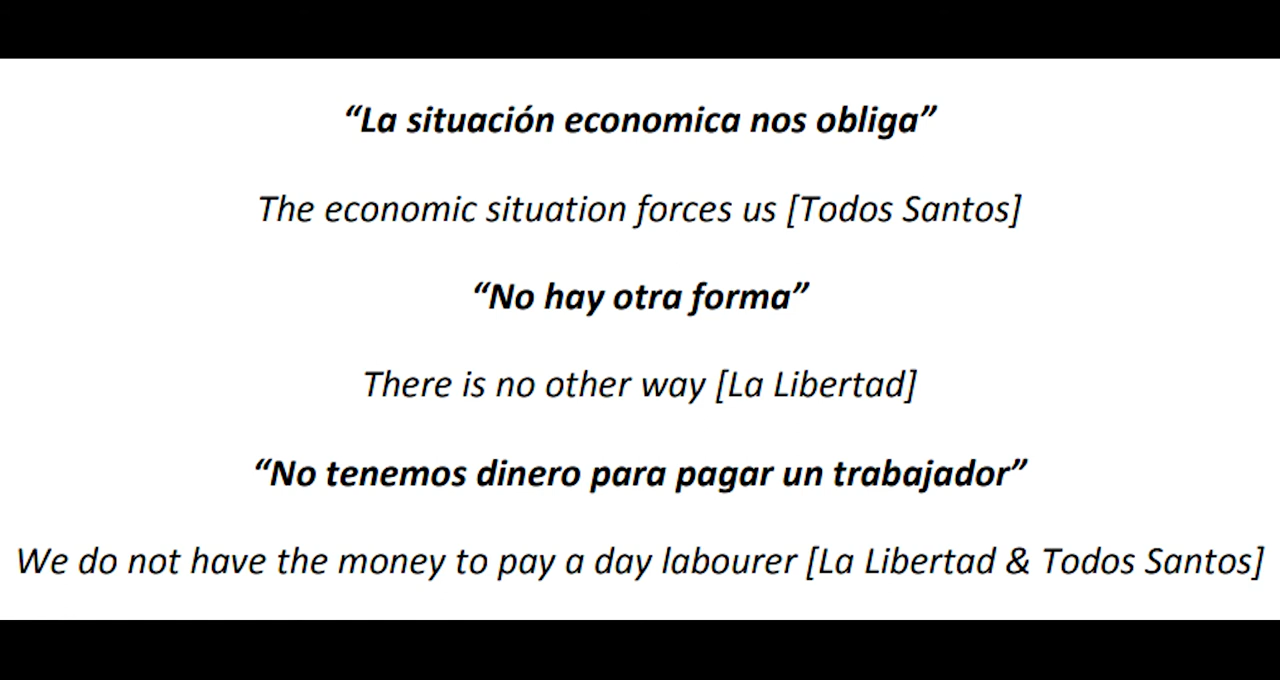 “La situación economica nos obliga”
The economic situation forces us [Todos Santos]
“No hay otra forma”
There is no other way [La Libertad]
“No tenemos dinero para pagar un trabajador”
We do not have the money to pay a day labourer [La Libertad & Todos Santos]